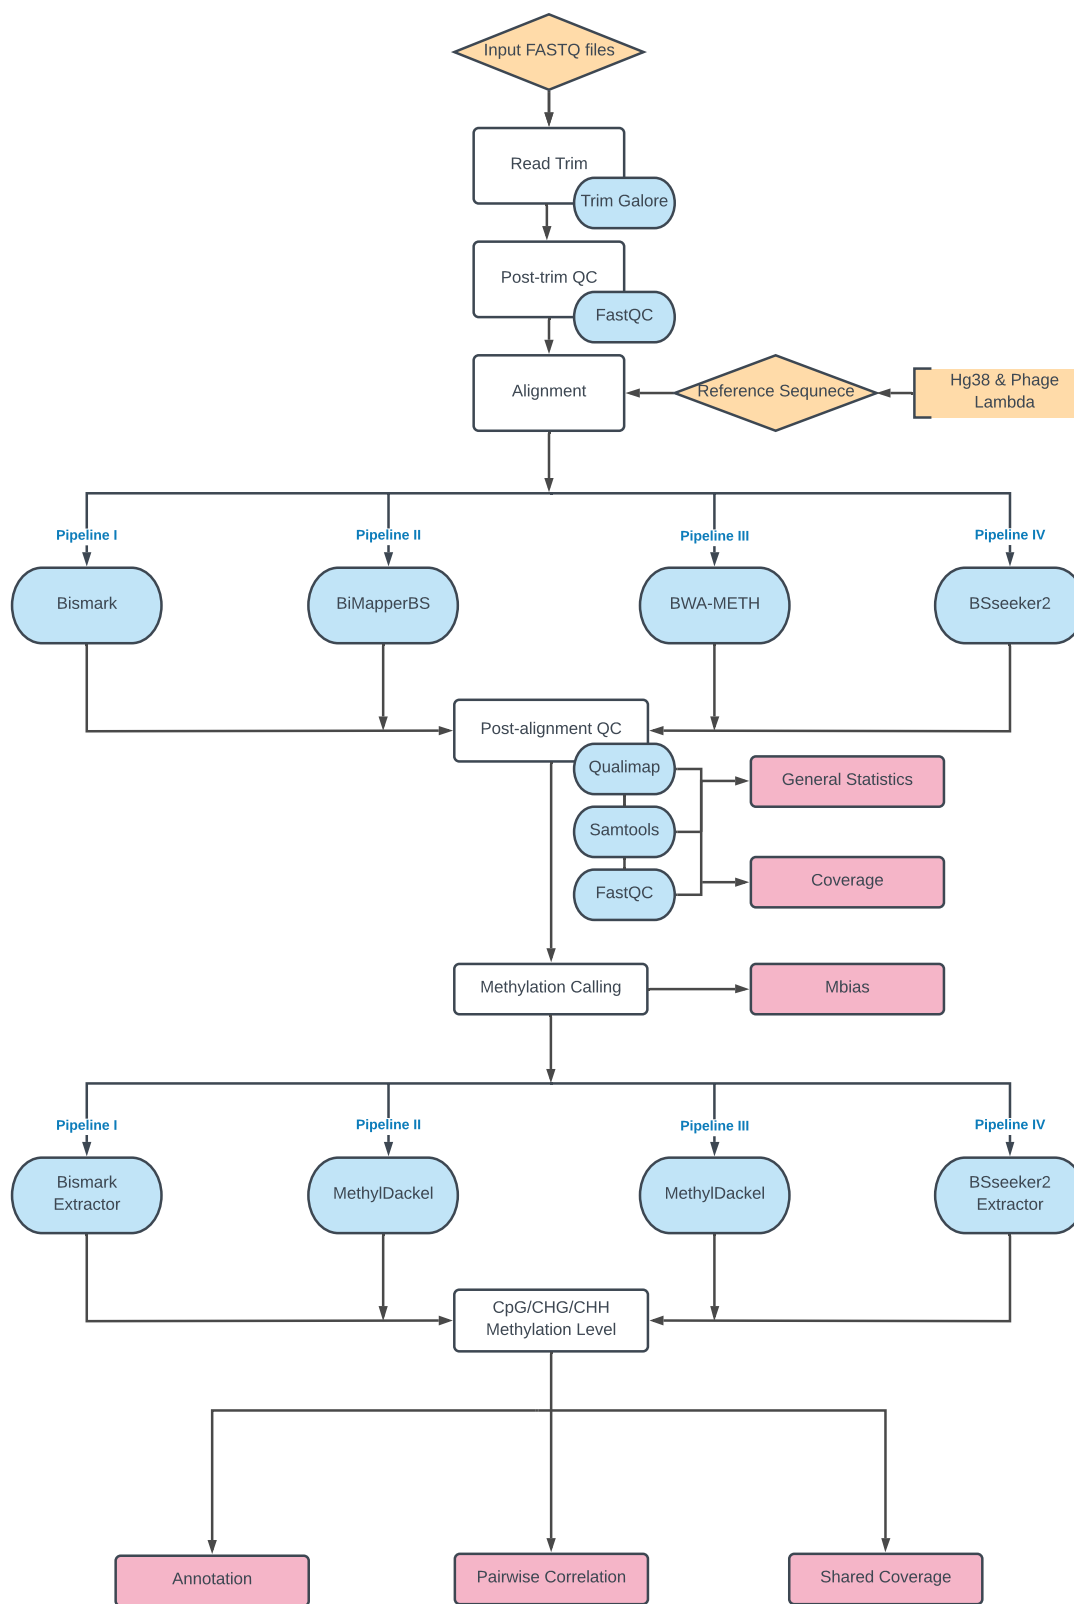 Input FASTQ files
Read Trim
Trim Galore
Post-trim QC
FastQC
Alignment
Reference Sequnece
Hg38 & Phage
Lambda
Pipeline I
Pipeline II
Pipeline III
Pipeline IV
Bismark
BiMapperBS
BWA-METH
BSseeker2
Post-alignment QC
Qualimap
General Statistics
Samtools
Coverage
FastQC
Methylation Calling
Mbias
Pipeline I
Pipeline II
Pipeline III
Pipeline IV
Bismark
Extractor
MethylDackel
MethylDackel
BSseeker2
Extractor
CpG/CHG/CHH
Methylation Level
Annotation
Pairwise Correlation
Shared Coverage